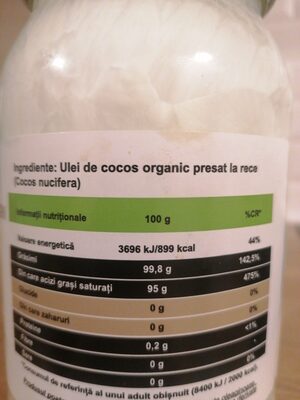 Ingrediente: Ulei de cocos organic presat la rece
(Cocos nucifera)
Informații nutriționale 100 g %CR*
Valoare energetică 3696 kJ/899 kcal 44%
Grăsimi 99,8 g 142,5%
Din care acizi grași saturați 95 g 475%
Glucide 0 g 0%
Din care zaharuri 0 g 0%
Proteine 0 g <1%
Fibre 0,2 g
Sare 0 g 0%
*Consumul de referință al unui adult obișnuit (8400 kJ / 2000 kcal).